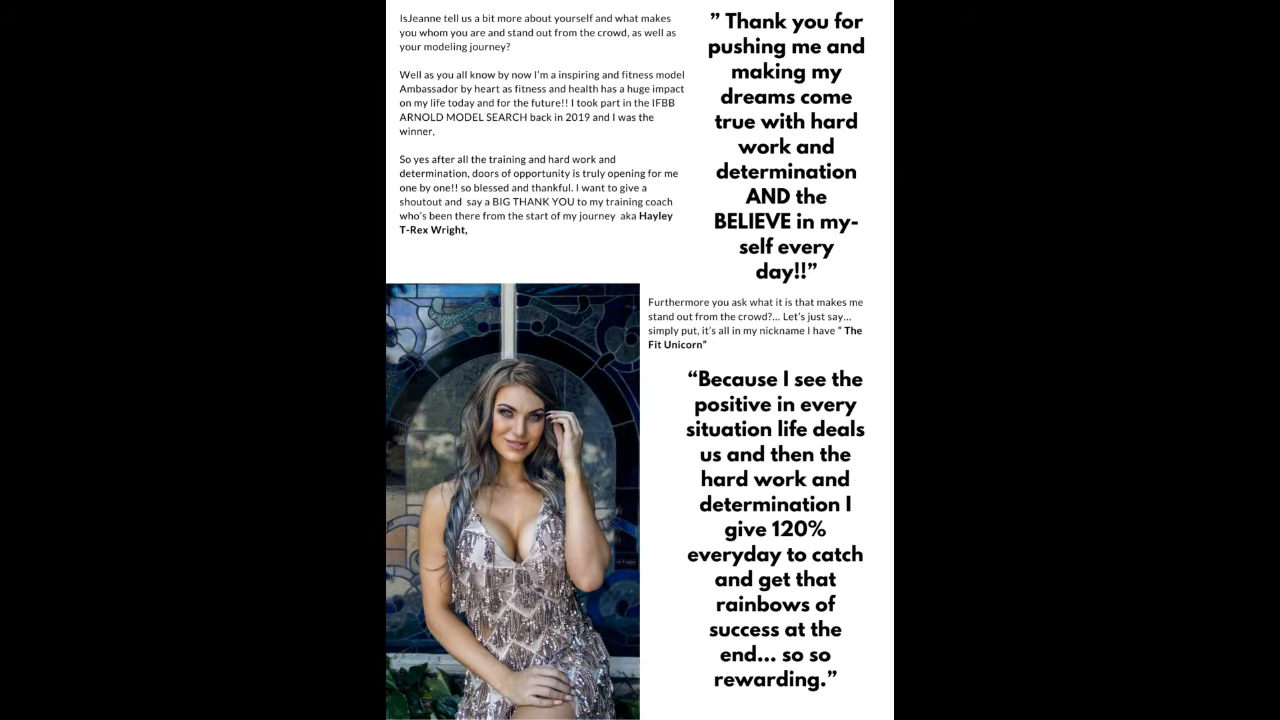 IsJeanne tell us a bit more about yourself and what makes
you whom you are and stand out from the crowd, as well as
your modeling journey?
Well as you all know by now I'm a inspiring and fitness model
Ambassador by heart as fitness and health has a huge impact
on my life today and for the future!! I took part in the IFBB
ARNOLD MODEL SEARCH back in 2019 and I was the
winner,
So yes after all the training and hard work and
determination, doors of opportunity is truly opening for me
one by one!! so blessed and thankful. I want to give a
shoutout and say a BIG THANK YOU to my training coach
who's been there from the start of my journey aka Hayley
T-Rex Wright,
” Thank you for
pushing me and
making my
dreams come
true with hard
work and
determination
AND the
BELIEVE in my-
self every
day!!”
Furthermore you ask what it is that makes me
stand out from the crowd?... Let's just say...
simply put, it's all in my nickname I have “ The
Fit Unicorn”
“Because I see the
positive in every
situation life deals
us and then the
hard work and
determination I
give 120%
everyday to catch
and get that
rainbows of
success at the
end... so so
rewarding.”